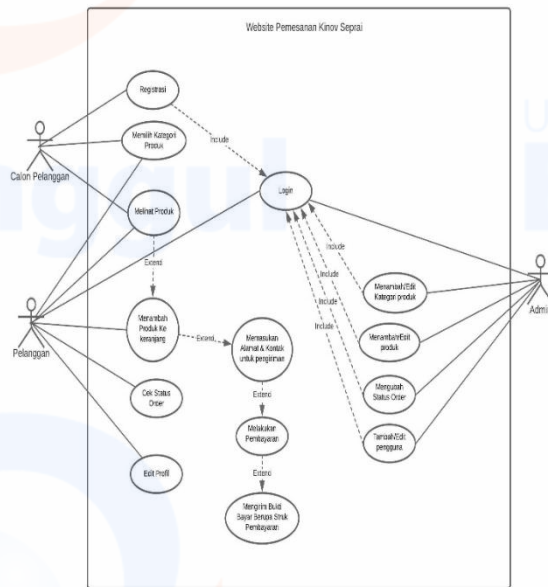 Website Pemesanan Kinov Seprai
Registrasi
Memilih Kategori
Produk
Include
Calon Pelanggan
Login
Melihat Produk
Extend
Include
Include
Include
Include
Menambah/Edit
Kategori produk
Admin
Menambah
Produk Ke
keranjang
Extend
Memasukan
Alamat & Kontak
untuk pengiriman
Menambah/Edit
produk
Pelanggan
Extend
Cek Status
Order
Mengubah
Status Order
Melakukan
Pembayaran
Tambah/Edit
pengguna
Extend
Edit Profil
Mengirim Bukti
Bayar Berupa Struk
Pembayaran